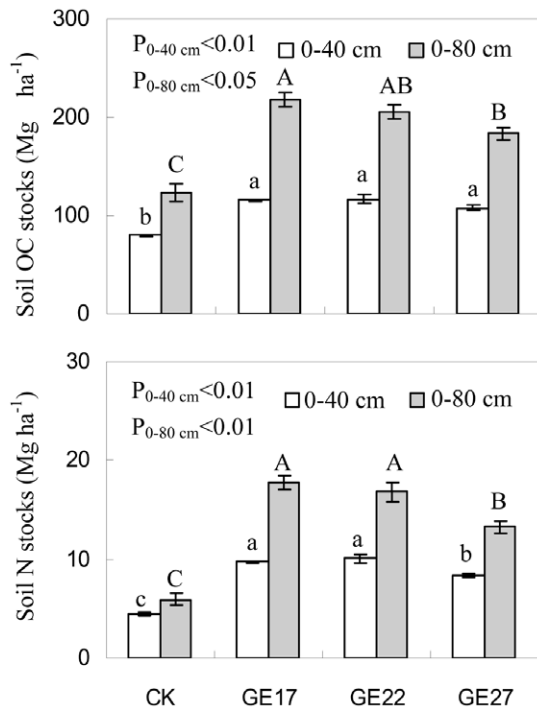 300
200
100
0
Soil OC stocks (Mg ha⁻¹)
P0-40 cm<0.01
P0-80 cm<0.05
0-40 cm
0-80 cm
b
C
a
A
a
AB
a
B
30
20
10
0
Soil N stocks (Mg ha⁻¹)
P0-40 cm<0.01
P0-80 cm<0.01
0-40 cm
0-80 cm
c
C
a
A
a
A
b
B
CK
GE17
GE22
GE27